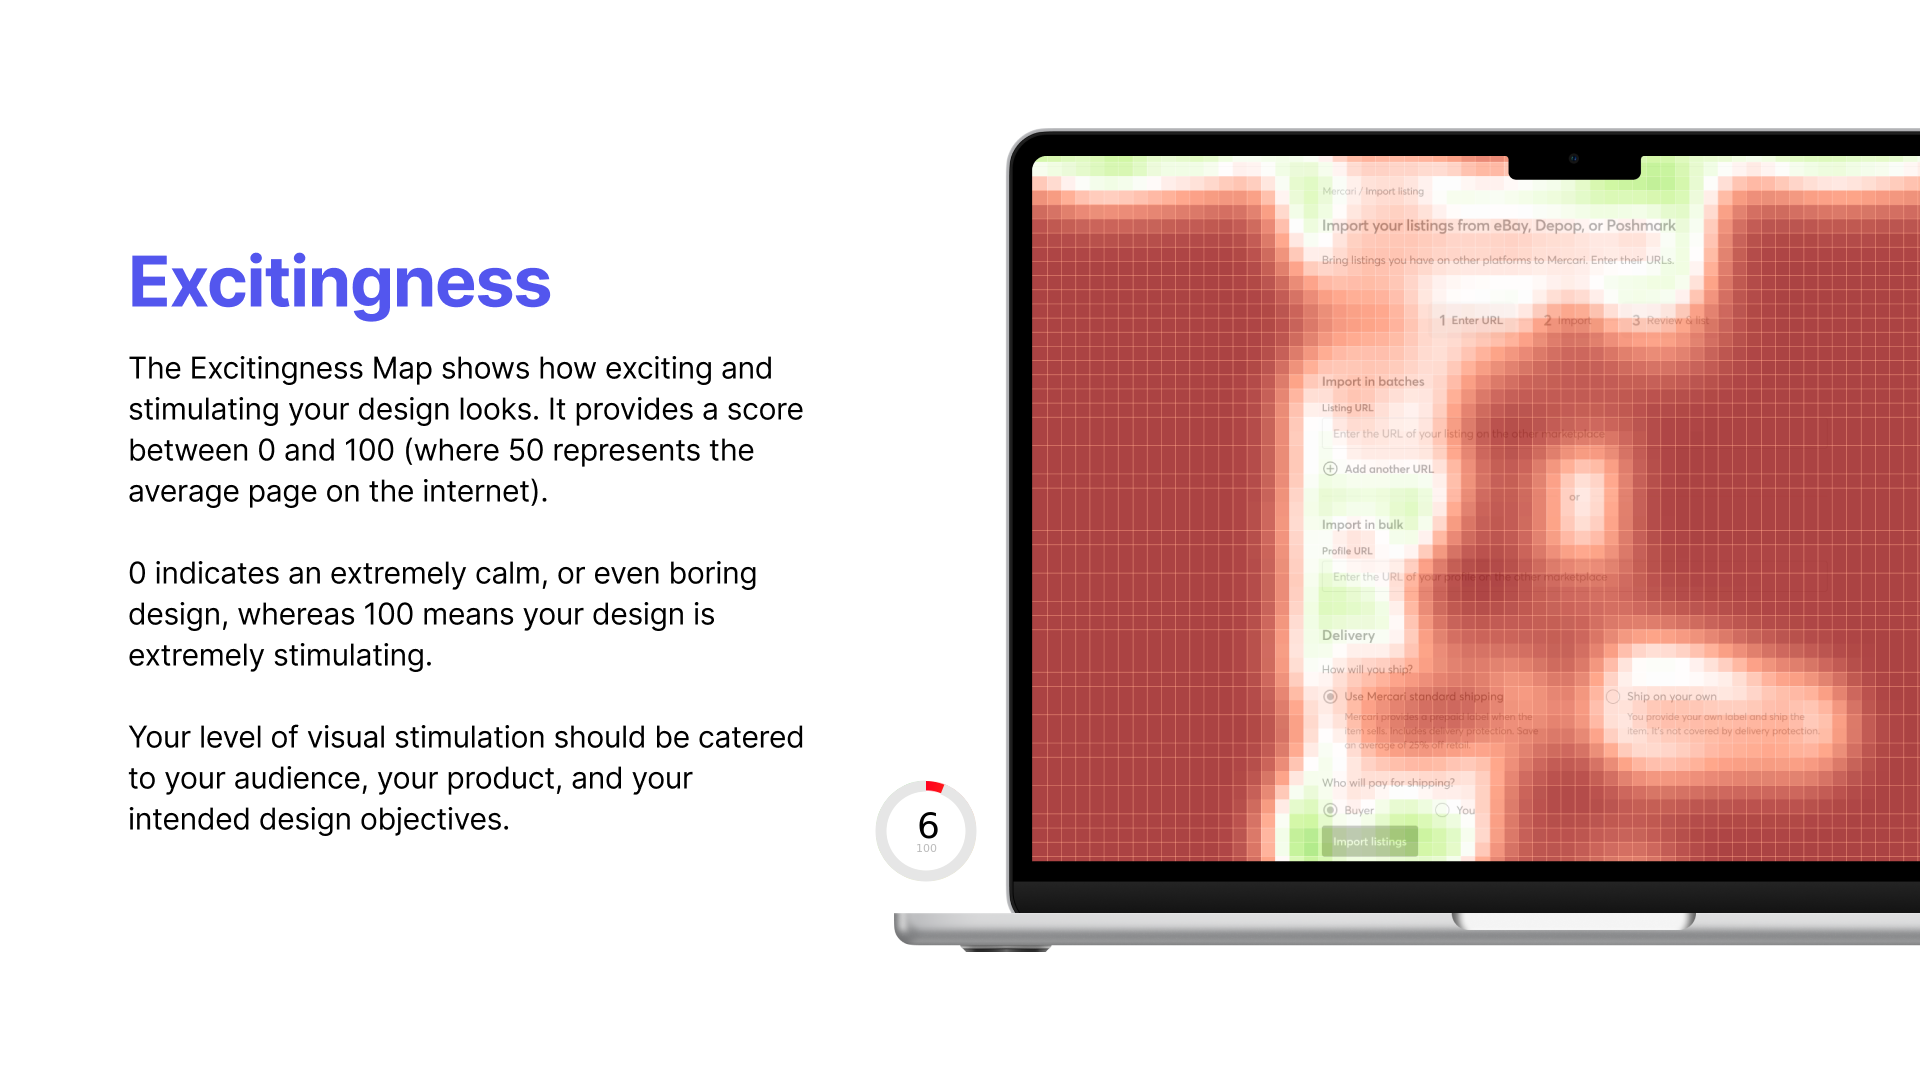 Excitingness
The Excitingness Map shows how exciting and
stimulating your design looks. It provides a score
between 0 and 100 (where 50 represents the
average page on the internet).
0 indicates an extremely calm, or even boring
design, whereas 100 means your design is
extremely stimulating.
Your level of visual stimulation should be catered
to your audience, your product, and your
intended design objectives.
6
100
Mercari / Import listing
Import your listings from eBay, Depop, or Poshmark
Bring listings you have on other platforms to Mercari. Enter their URLs.
1 Enter URL 2 Import 3 Review & list
Import in batches
Listing URL
Enter the URL of your listing on the other marketplace
Add another URL
or
Import in bulk
Profile URL
Enter the URL of your profile on the other marketplace
Delivery
How will you ship?
Use Mercari standard shipping
Mercari provides a prepaid label when the
item sells. Includes delivery protection. Save
an average of 25% off retail.
Ship on your own
You provide your own label and ship the
item. It's not covered by delivery protection.
Who will pay for shipping?
Buyer You
Import listings